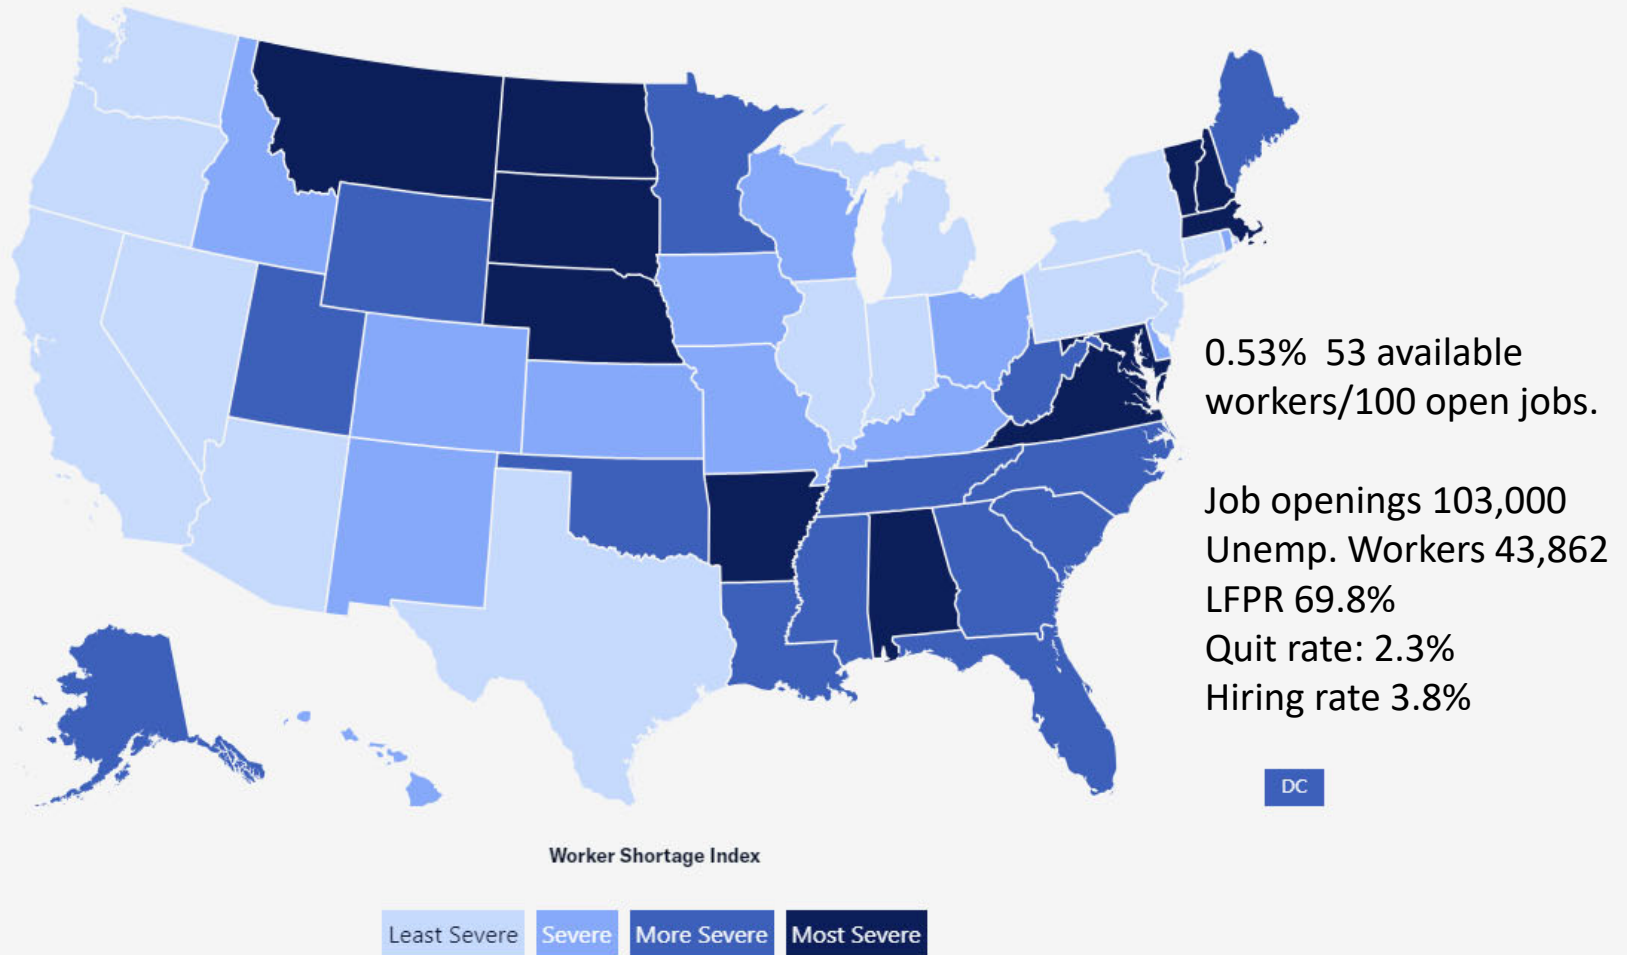 0.53%  53 available
workers/100 open jobs.
Job openings 103,000
Unemp. Workers 43,862
LFPR 69.8%
Quit rate: 2.3%
Hiring rate 3.8%
DC
Worker Shortage Index
Least Severe
Severe
More Severe
Most Severe